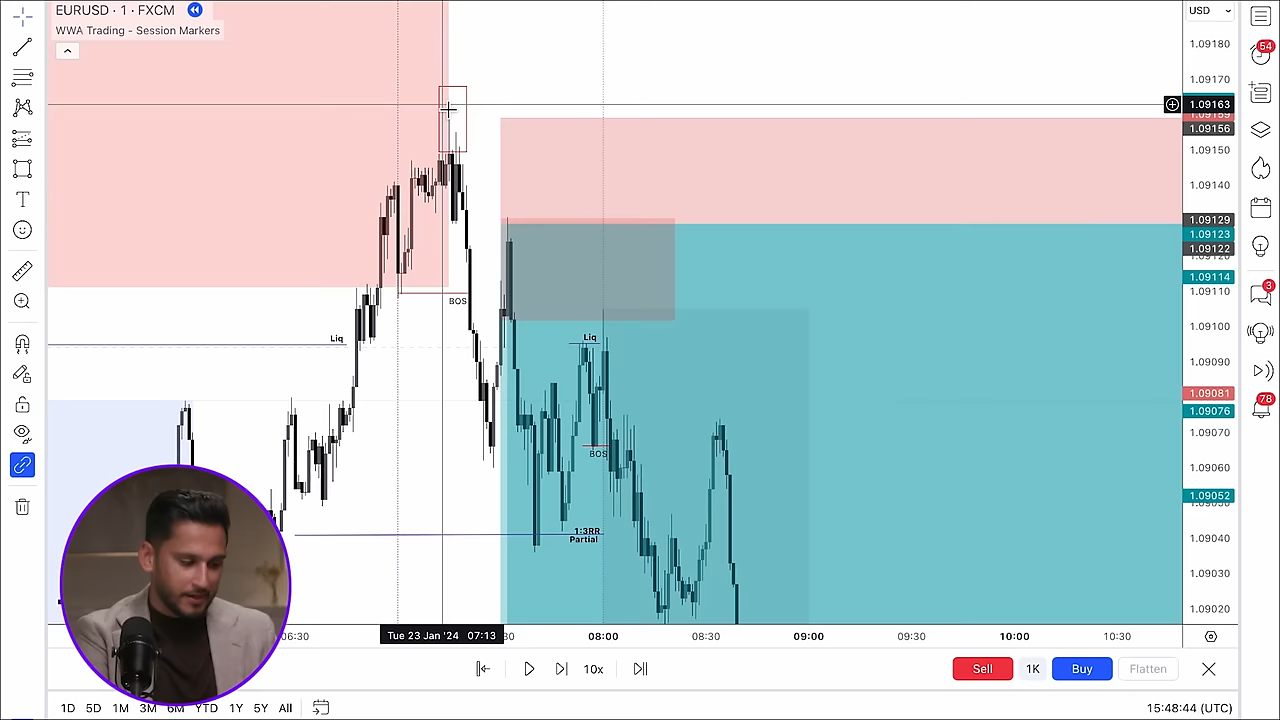 EURUSD · 1 · FXCM
WWA Trading - Session Markers
USD
1.09180
1.09170
1.09163
1.09159
1.09156
1.09150
1.09140
1.09129
1.09123
1.09122
1.09120
1.09114
1.09110
1.09100
1.09090
1.09081
1.09076
1.09070
1.09060
1.09052
1.09040
1.09030
1.09020
54
3
78
BOS
Liq
Liq
BOS
1:3RR
Partial
06:30
Tue 23 Jan '24 07:13
30
08:00
08:30
09:00
09:30
10:00
10:30
10x
Sell
1K
Buy
Flatten
1D 5D 1M 3M 6M YTD 1Y 5Y All
15:48:44 (UTC)